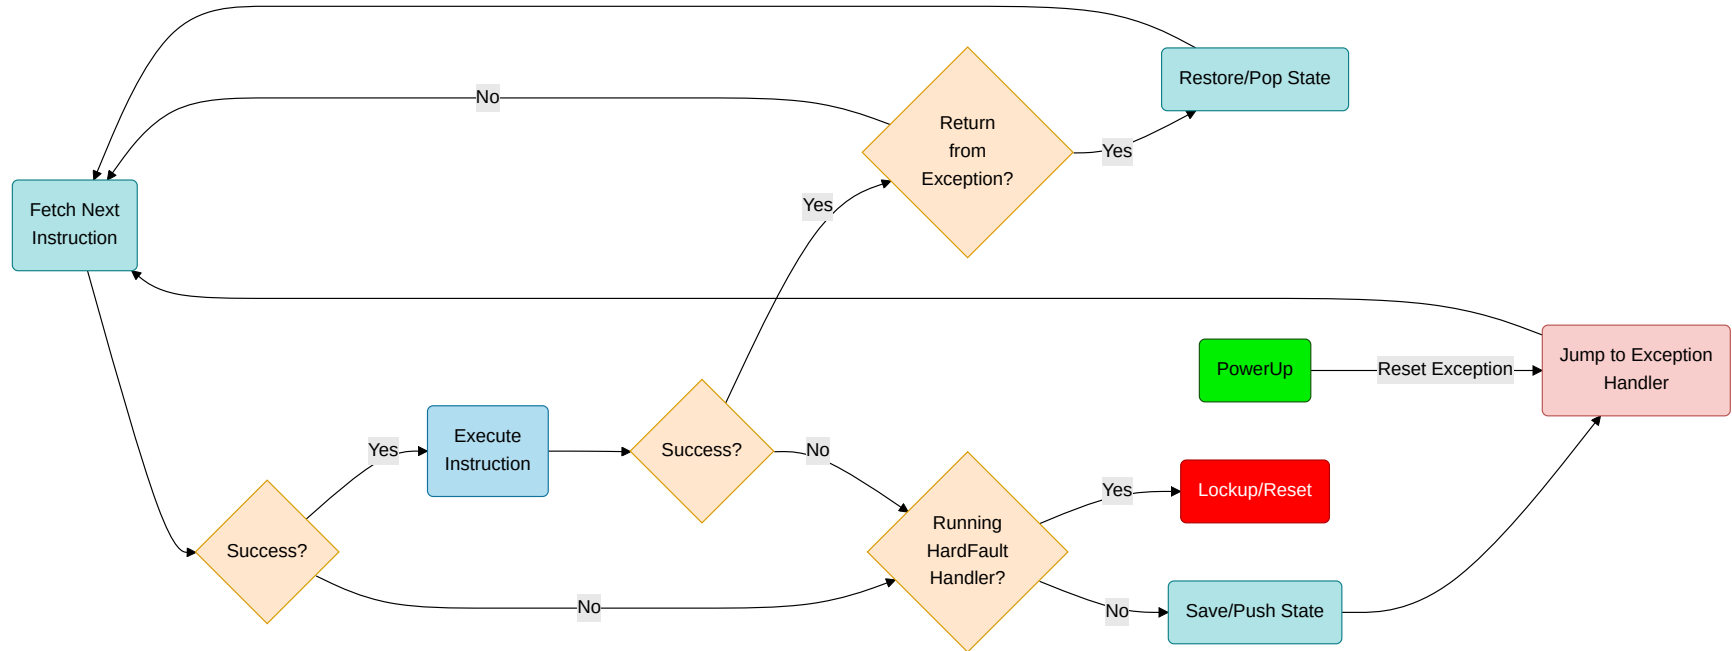 Restore/Pop State
No
Return
from
Exception?
Yes
Fetch Next
Instruction
Yes
PowerUp
Reset Exception
Jump to Exception
Handler
Yes
Execute
Instruction
Success?
No
Success?
Running
HardFault
Handler?
Yes
Lockup/Reset
No
No
Save/Push State